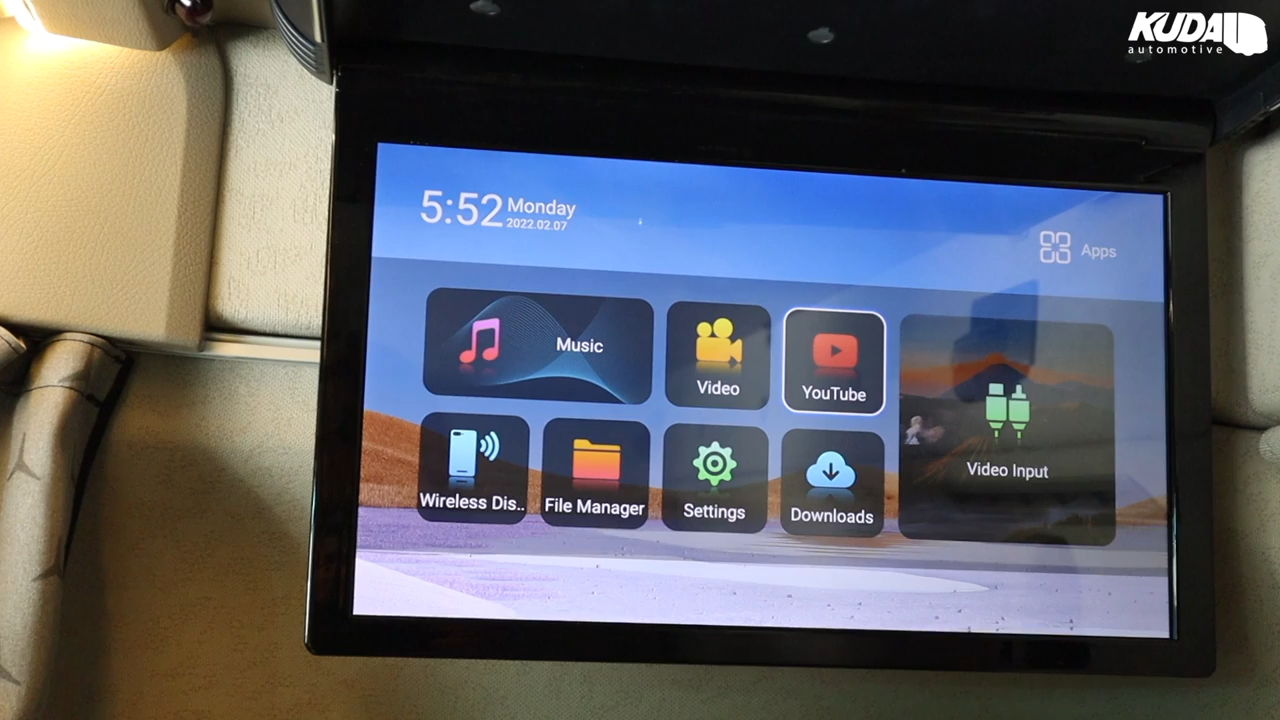 KUDA
automotive
5:52 Monday
2022.02.07
Apps
Music
Video
YouTube
Video Input
Wireless Dis..
File Manager
Settings
Downloads